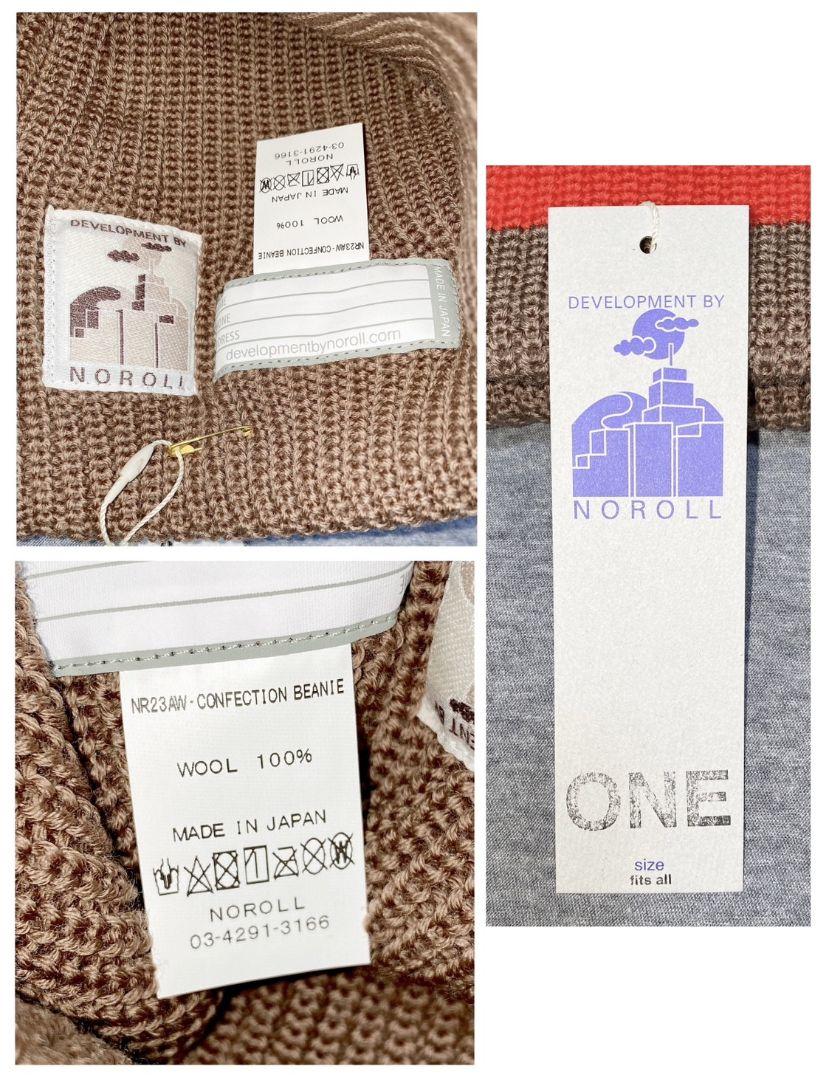 DEVELOPMENT BY
NOROLL
NR23AW-CONFECTION BEANIE
WOOL 100%
MADE IN JAPAN
NOROLL
03-4291-3166
MADE IN JAPAN
developmentbynoroll.com
NR23AW-CONFECTION BEANIE
WOOL 100%
MADE IN JAPAN
NOROLL
03-4291-3166
DEVELOPMENT BY
NOROLL
ONE
size
fits all